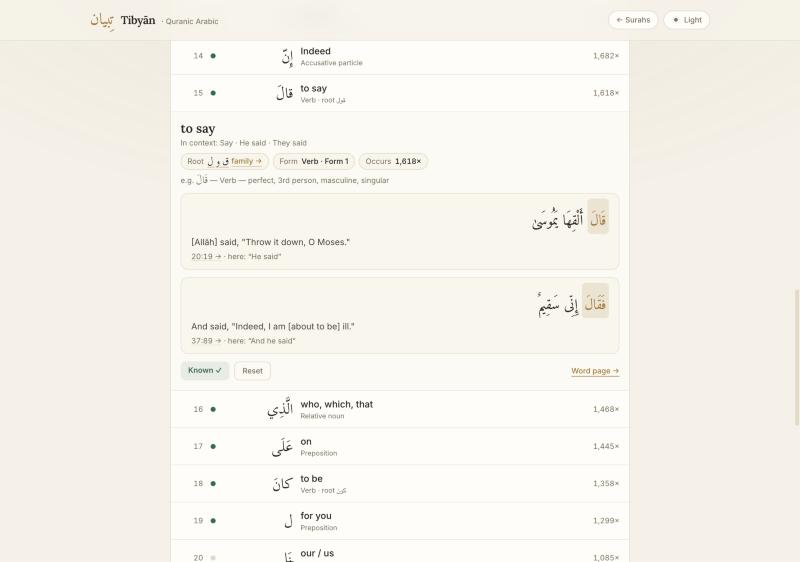 تِبيان Tibyān · Quranic Arabic ← Surahs Light
14 إِنّ Indeed 1,682×
Accusative particle
15 قالَ to say 1,618×
Verb · root قول
to say
In context: Say · He said · They said
Root ق و ل family → Form Verb · Form 1 Occurs 1,618×
e.g. قَالَ — Verb — perfect, 3rd person, masculine, singular
قَالَ أَلْقِهَا يَٰمُوسَىٰ
[Allāh] said, "Throw it down, O Moses."
20:19 → · here: "He said"
فَقَالَ إِنِّى سَقِيمٌ
And said, "Indeed, I am [about to be] ill."
37:89 → · here: "And he said"
Known ✓ Reset Word page →
16 الَّذِي who, which, that 1,468×
Relative noun
17 عَلَى on 1,445×
Preposition
18 كانَ to be 1,358×
Verb · root كون
19 ل for you 1,299×
Preposition
20 نَا our / us 1,085×